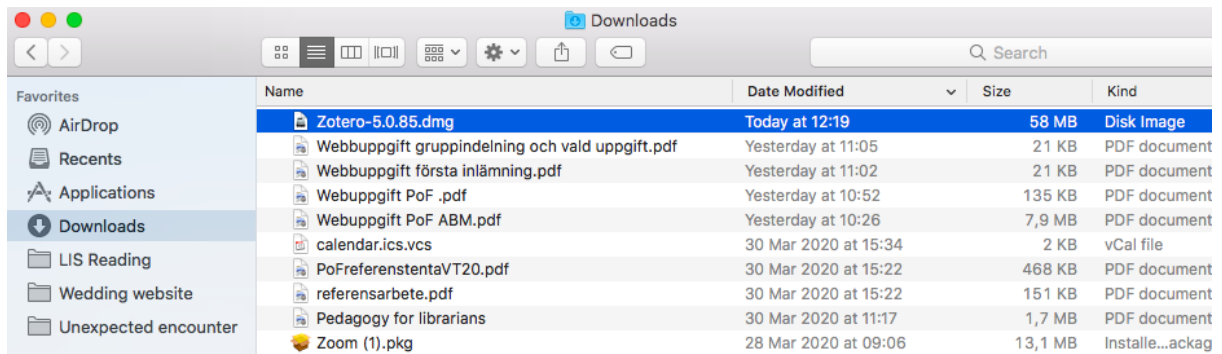 Downloads
Search
Favorites
AirDrop
Recents
Applications
Downloads
LIS Reading
Wedding website
Unexpected encounter
Name Date Modified Size Kind
Zotero-5.0.85.dmg Today at 12:19 58 MB Disk Image
Webbuppgift gruppindelning och vald uppgift.pdf Yesterday at 11:05 21 KB PDF document
Webbuppgift första inlämning.pdf Yesterday at 11:02 21 KB PDF document
Webuppgift PoF .pdf Yesterday at 10:52 135 KB PDF document
Webuppgift PoF ABM.pdf Yesterday at 10:26 7,9 MB PDF document
calendar.ics.vcs 30 Mar 2020 at 15:34 2 KB vCal file
PoFreferenstentaVT20.pdf 30 Mar 2020 at 15:22 468 KB PDF document
referensarbete.pdf 30 Mar 2020 at 15:22 151 KB PDF document
Pedagogy for librarians 30 Mar 2020 at 11:17 1,7 MB PDF document
Zoom (1).pkg 28 Mar 2020 at 09:06 13,1 MB Installe...ackag